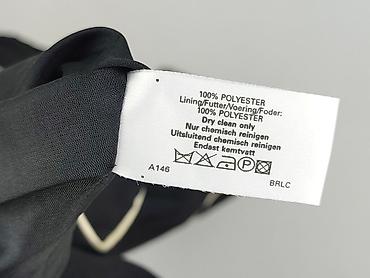 100% POLYESTER
Lining/Futter/Voering/Foder:
100% POLYESTER
Dry clean only
Nur chemisch reinigen
Uitsluitend chemisch reinigen
Endast kemtvatt
P
A146
BRLC